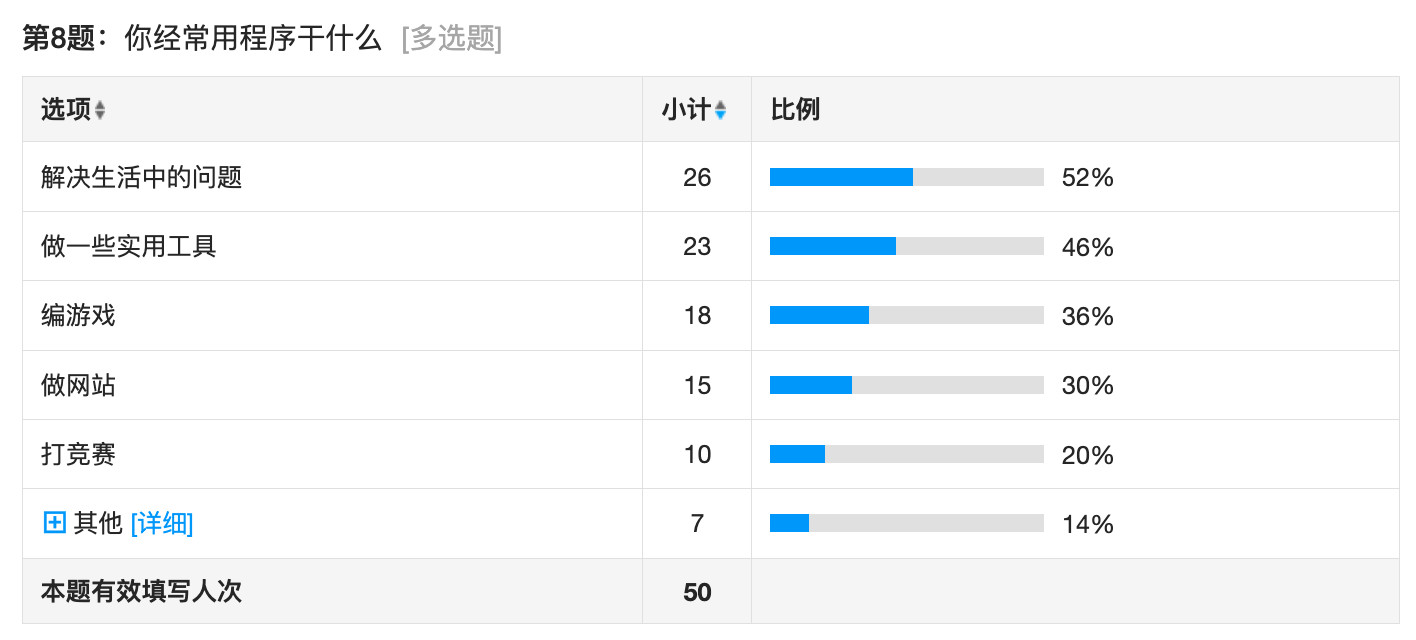 第8题：你经常用程序干什么 [多选题]
选项 小计 比例
解决生活中的问题 26 52%
做一些实用工具 23 46%
编游戏 18 36%
做网站 15 30%
打竞赛 10 20%
其他 [详细] 7 14%
本题有效填写人次 50